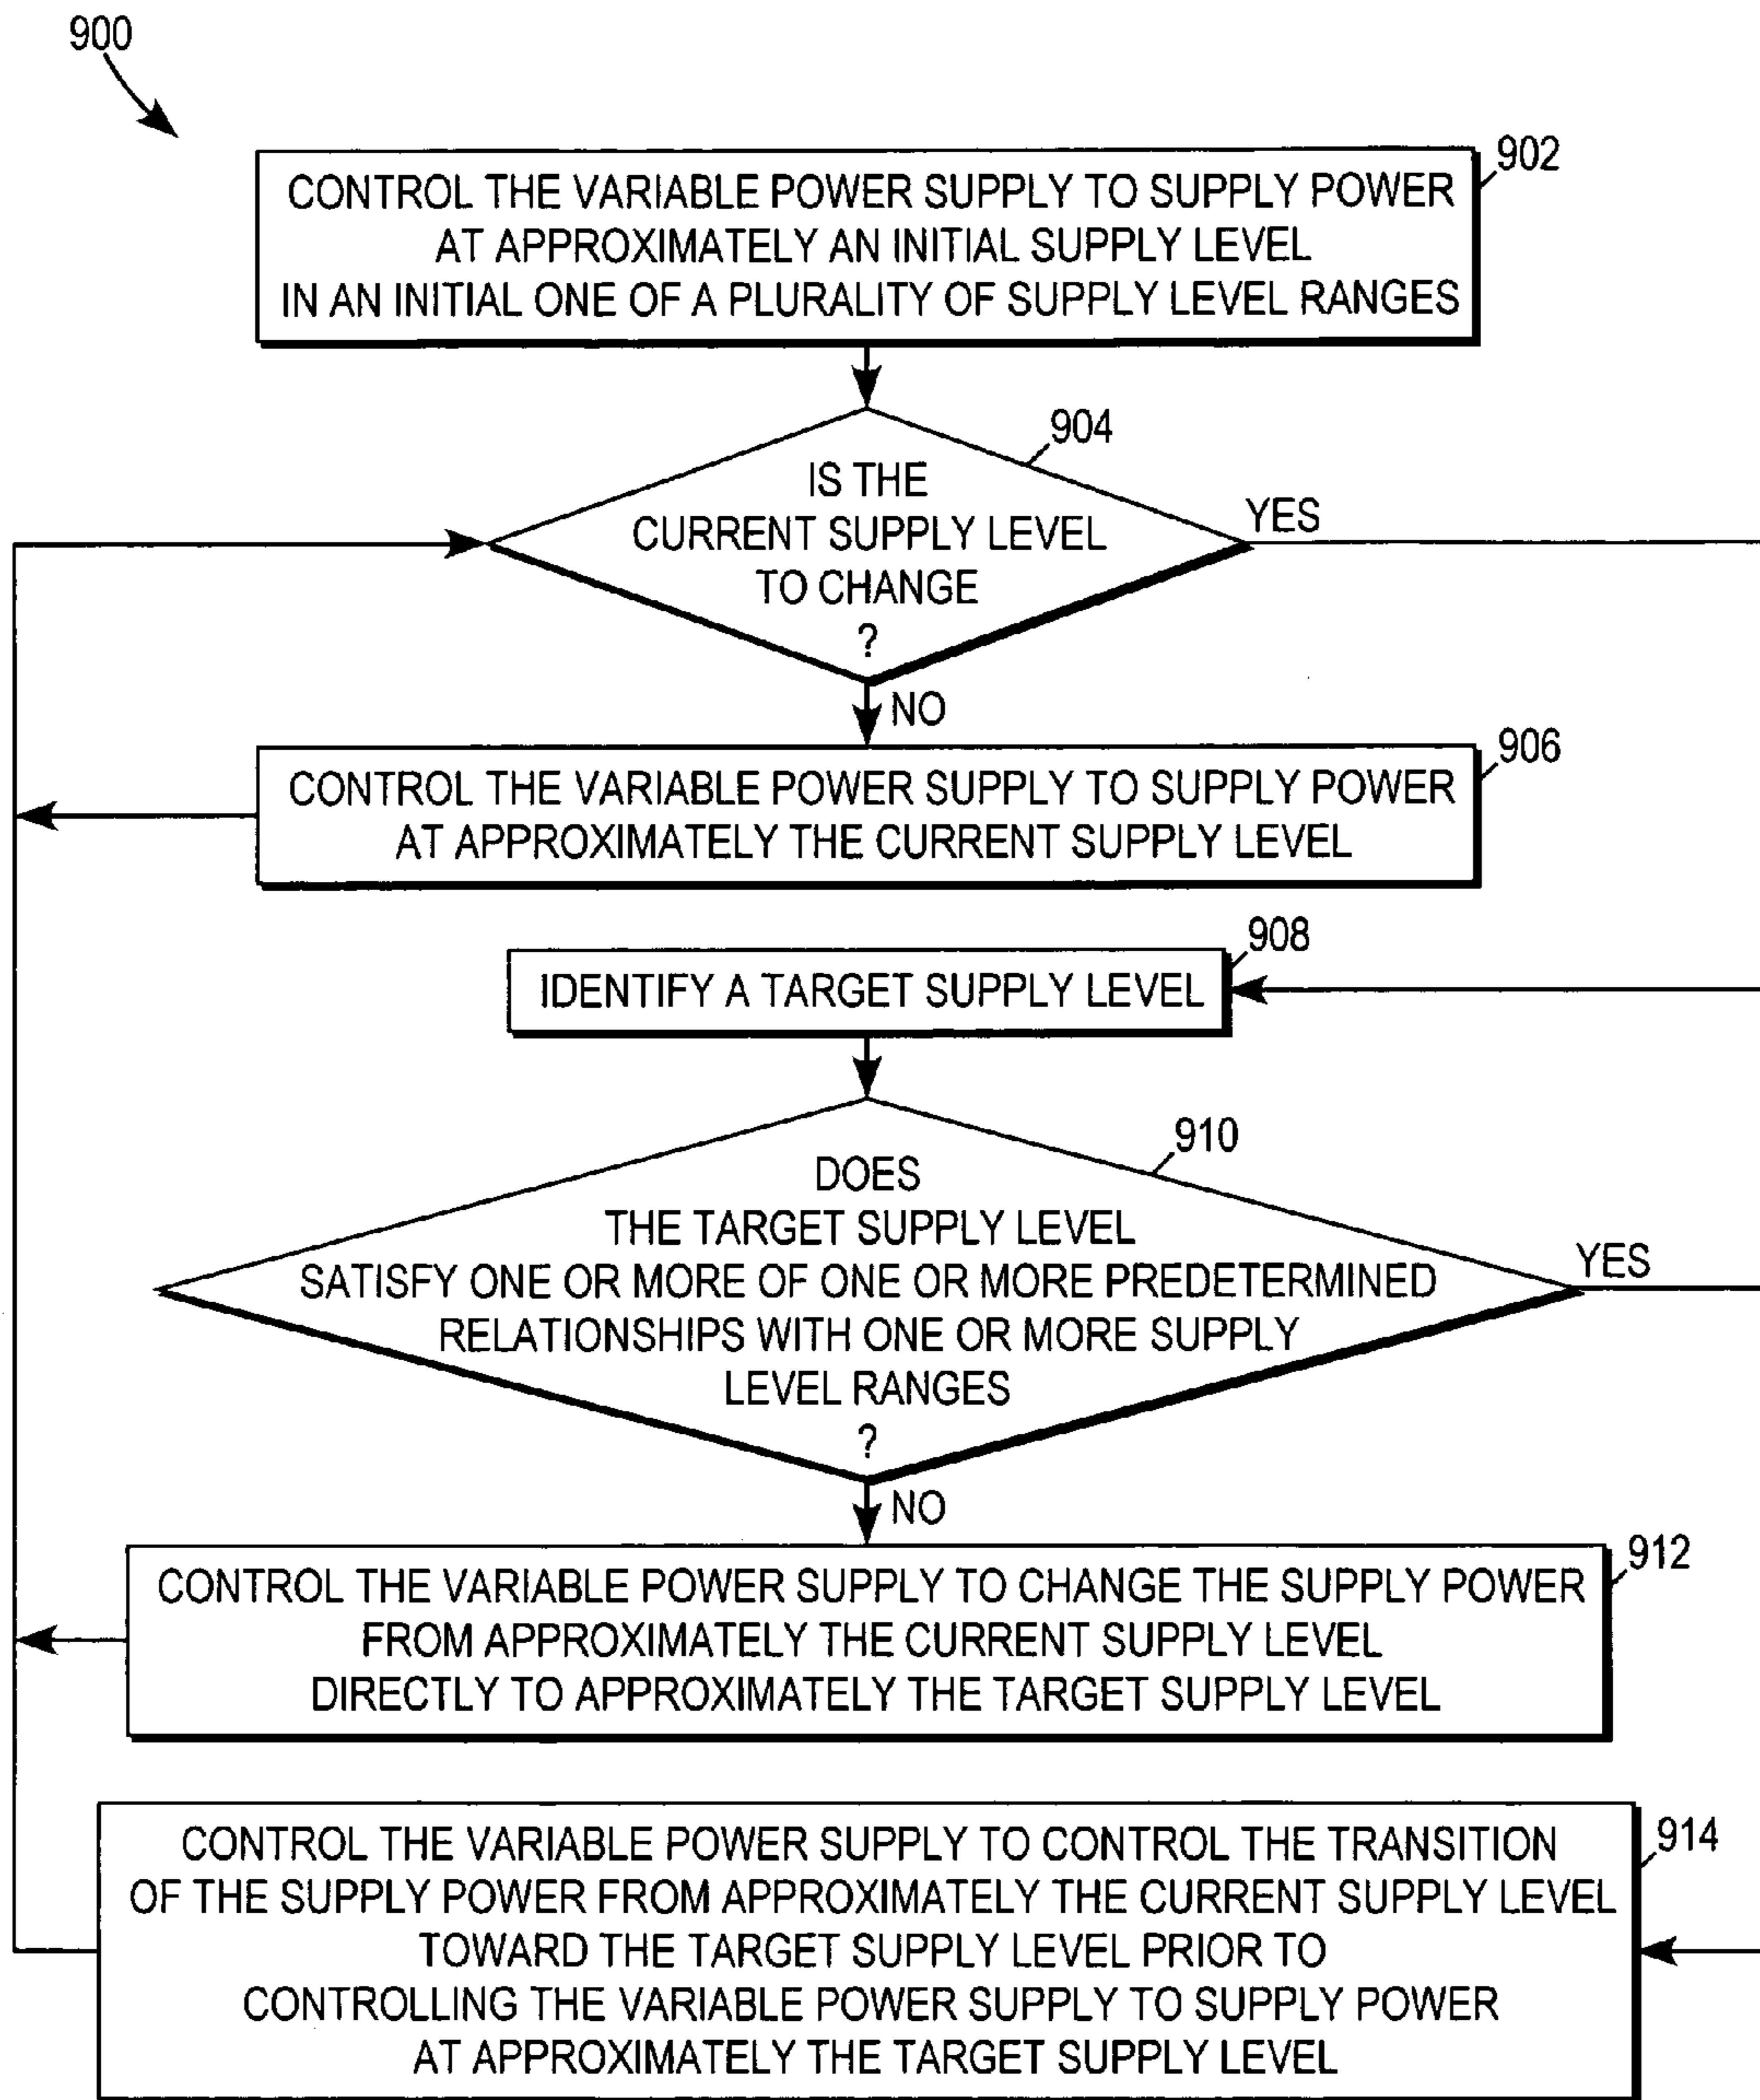 900
902
CONTROL THE VARIABLE POWER SUPPLY TO SUPPLY POWER
AT APPROXIMATELY AN INITIAL SUPPLY LEVEL
IN AN INITIAL ONE OF A PLURALITY OF SUPPLY LEVEL RANGES
904
IS THE
CURRENT SUPPLY LEVEL
TO CHANGE
?
YES
NO
906
CONTROL THE VARIABLE POWER SUPPLY TO SUPPLY POWER
AT APPROXIMATELY THE CURRENT SUPPLY LEVEL
908
IDENTIFY A TARGET SUPPLY LEVEL
910
DOES
THE TARGET SUPPLY LEVEL
SATISFY ONE OR MORE OF ONE OR MORE PREDETERMINED
RELATIONSHIPS WITH ONE OR MORE SUPPLY
LEVEL RANGES
?
YES
NO
912
CONTROL THE VARIABLE POWER SUPPLY TO CHANGE THE SUPPLY POWER
FROM APPROXIMATELY THE CURRENT SUPPLY LEVEL
DIRECTLY TO APPROXIMATELY THE TARGET SUPPLY LEVEL
914
CONTROL THE VARIABLE POWER SUPPLY TO CONTROL THE TRANSITION
OF THE SUPPLY POWER FROM APPROXIMATELY THE CURRENT SUPPLY LEVEL
TOWARD THE TARGET SUPPLY LEVEL PRIOR TO
CONTROLLING THE VARIABLE POWER SUPPLY TO SUPPLY POWER
AT APPROXIMATELY THE TARGET SUPPLY LEVEL